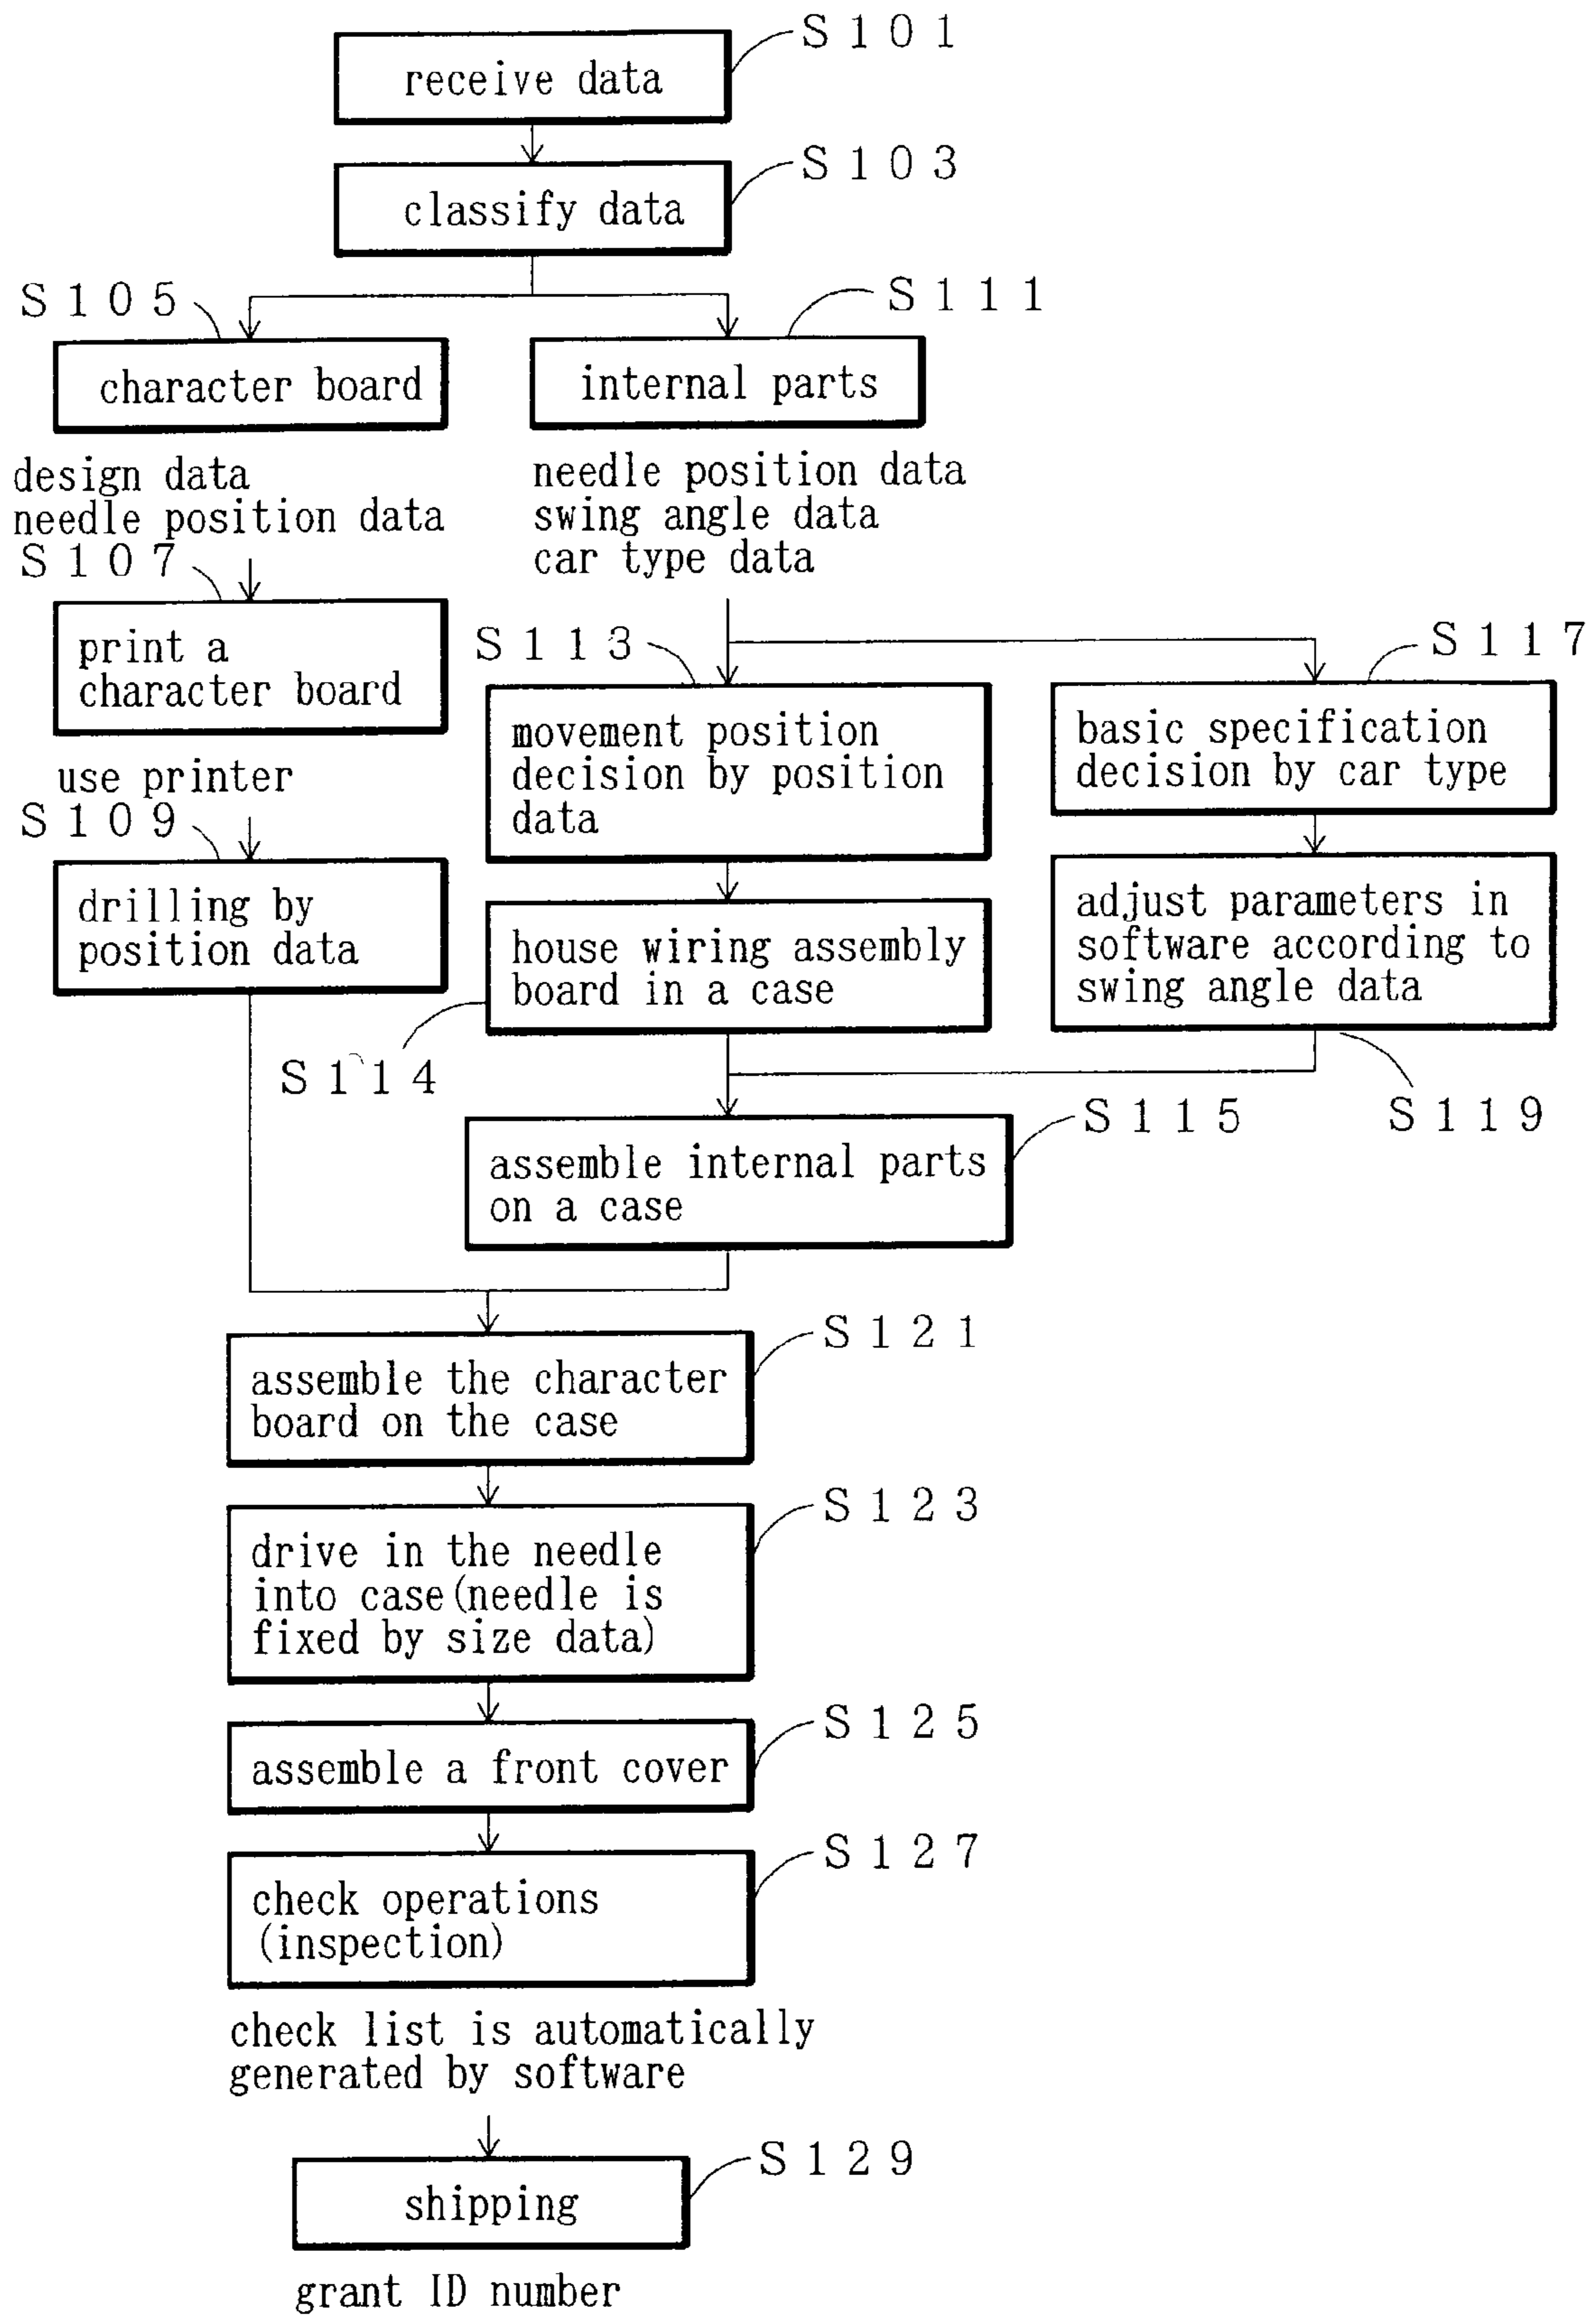 S101
receive data
S103
classify data
S105
S111
character board
internal parts
design data
needle position data
needle position data
swing angle data
car type data
S107
print a
character board
use printer
S109
drilling by
position data
S113
movement position
decision by position
data
S117
basic specification
decision by car type
house wiring assembly
board in a case
S114
adjust parameters in
software according to
swing angle data
S119
S115
assemble internal parts
on a case
S121
assemble the character
board on the case
S123
drive in the needle
into case(needle is
fixed by size data)
S125
assemble a front cover
S127
check operations
(inspection)
check list is automatically
generated by software
S129
shipping
grant ID number